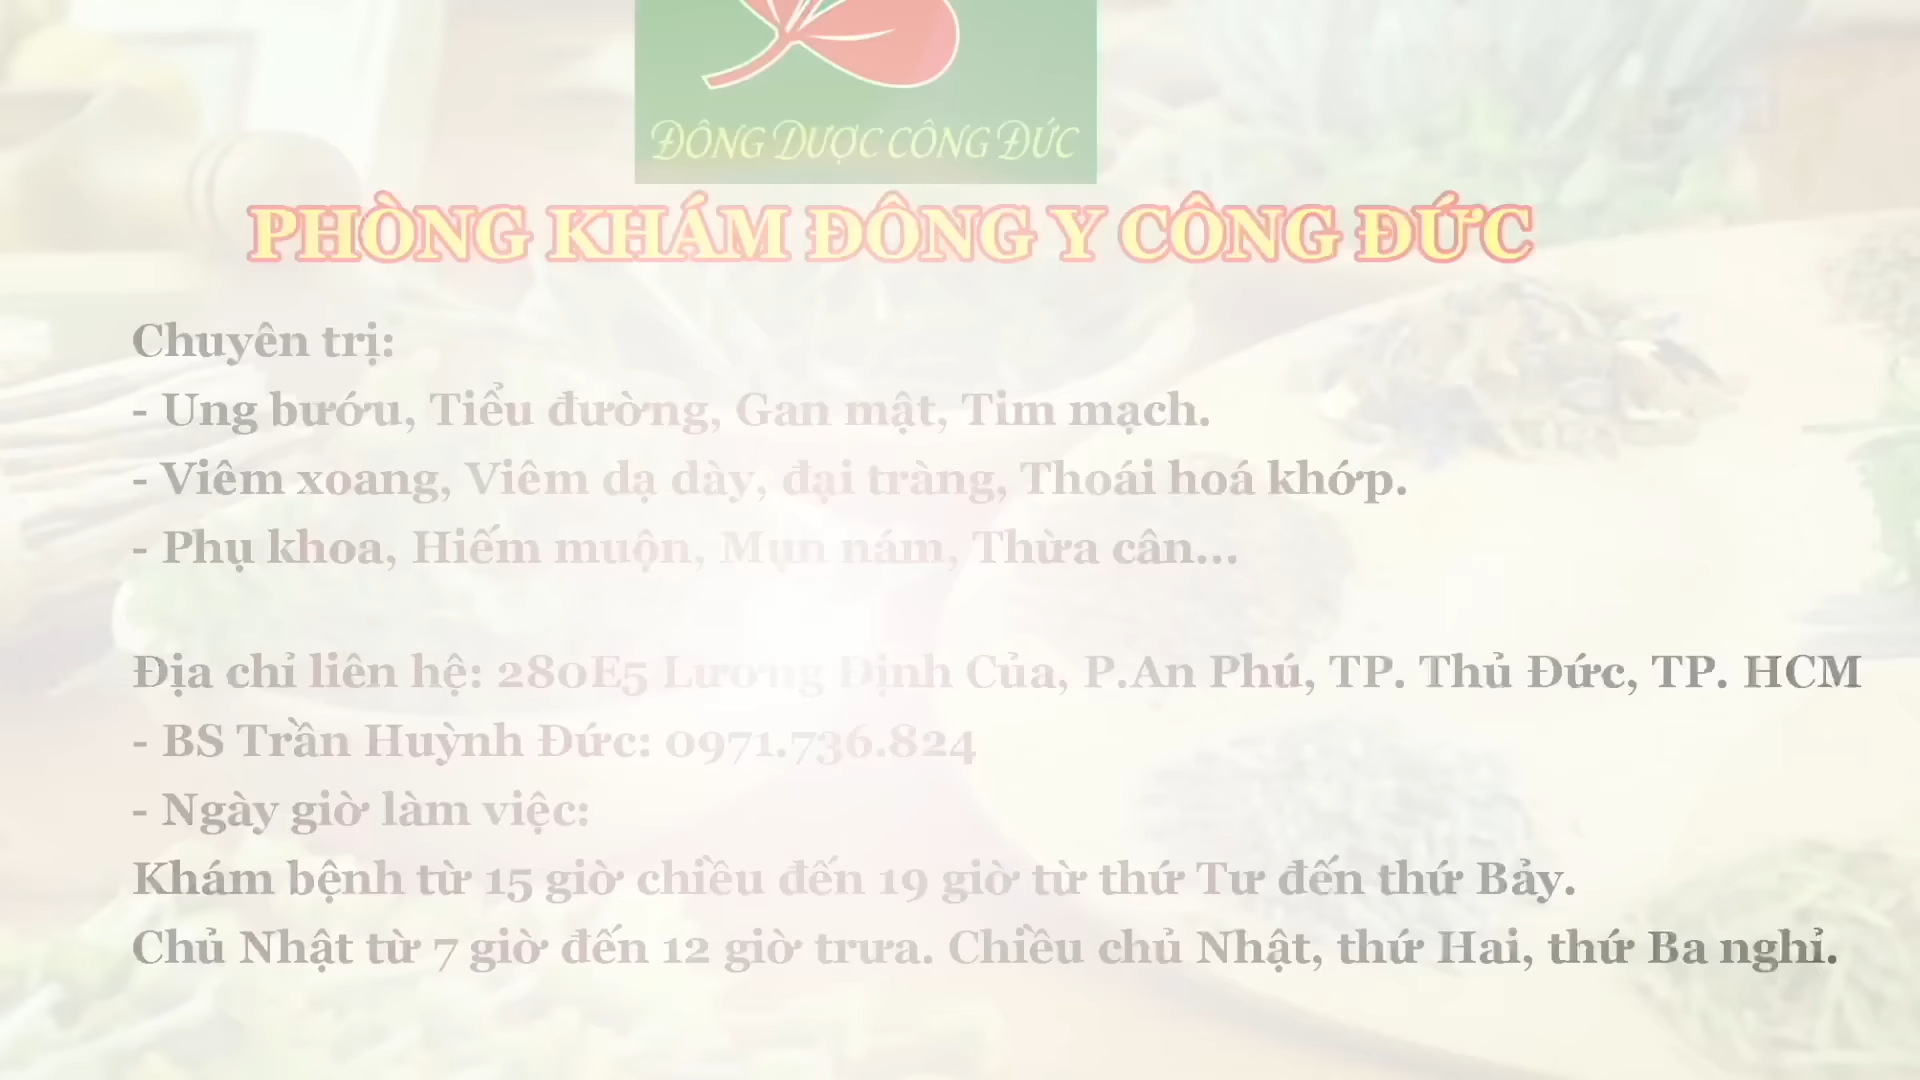 ĐÔNG DƯỢC CÔNG ĐỨC
PHÒNG KHÁM ĐÔNG Y CÔNG ĐỨC
Chuyên trị:
- Ung bướu, Tiểu đường, Gan mật, Tim mạch.
- Viêm xoang, Viêm dạ dày, đại tràng, Thoái hoá khớp.
- Phụ khoa, Hiếm muộn, Mụn nám, Thừa cân...
Địa chỉ liên hệ: 280E5 Lương Định Của, P.An Phú, TP. Thủ Đức, TP. HCM
- BS Trần Huỳnh Đức: 0971.736.824
- Ngày giờ làm việc:
Khám bệnh từ 15 giờ chiều đến 19 giờ từ thứ Tư đến thứ Bảy.
Chủ Nhật từ 7 giờ đến 12 giờ trưa. Chiều chủ Nhật, thứ Hai, thứ Ba nghỉ.